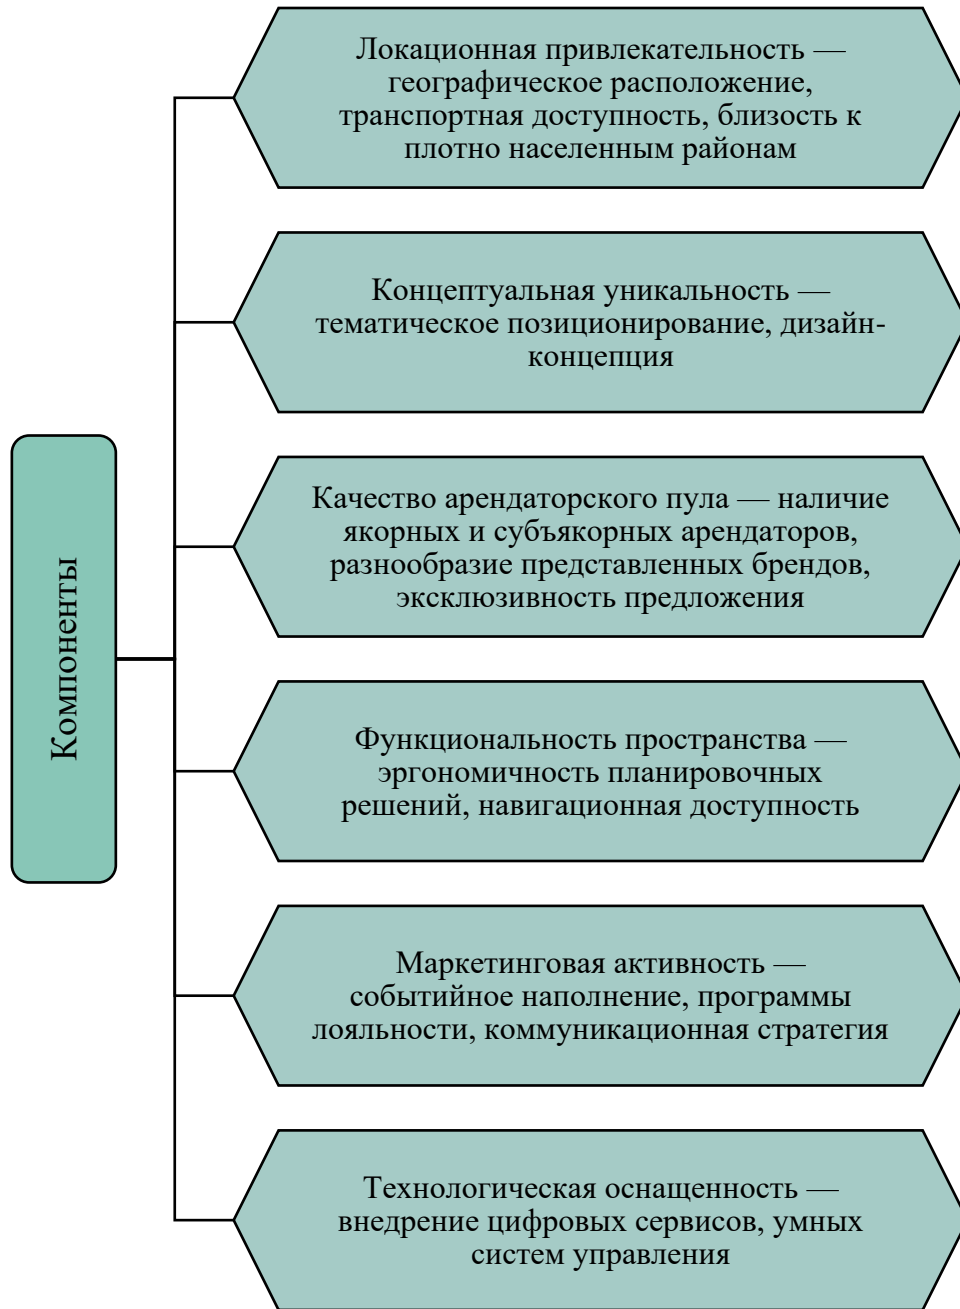 Локационная привлекательность —
географическое расположение,
транспортная доступность, близость к
плотно населенным районам
Концептуальная уникальность —
тематическое позиционирование, дизайн-
концепция
Качество арендаторского пула — наличие
якорных и субъякорных арендаторов,
разнообразие представленных брендов,
эксклюзивность предложения
Компоненты
Функциональность пространства —
эргономичность планировочных
решений, навигационная доступность
Маркетинговая активность —
событийное наполнение, программы
лояльности, коммуникационная стратегия
Технологическая оснащенность —
внедрение цифровых сервисов, умных
систем управления